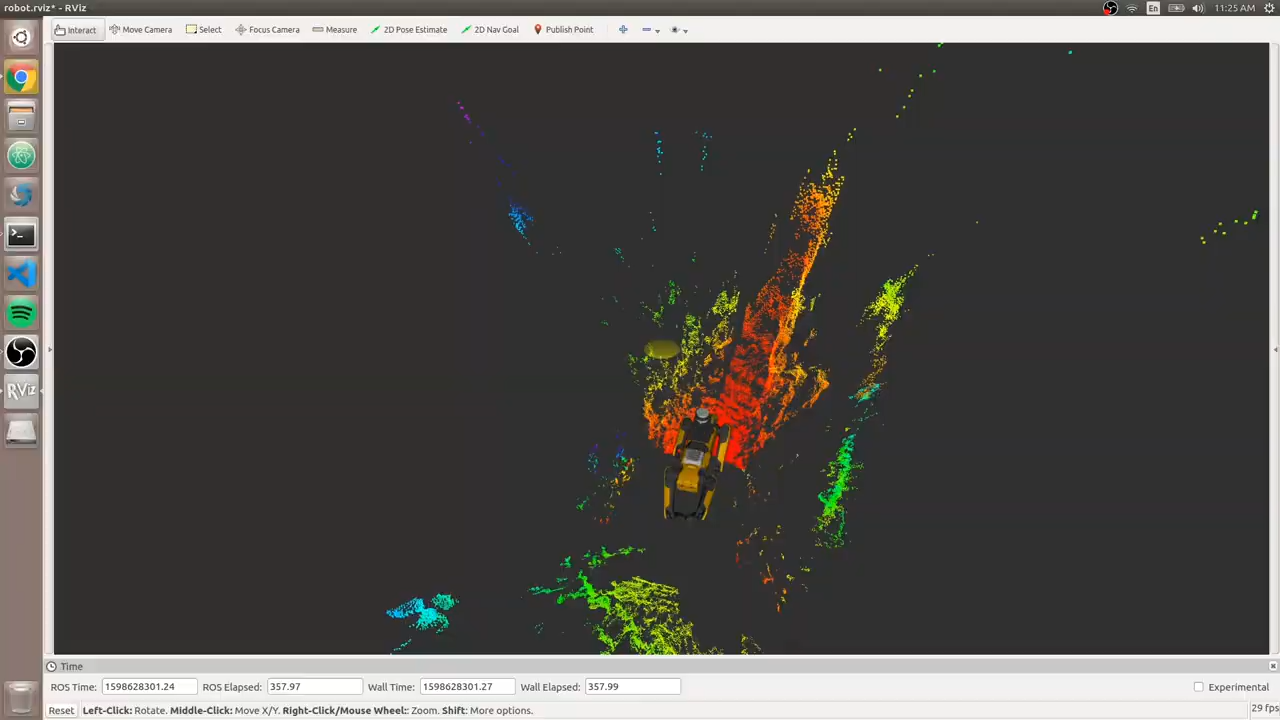 robot.rviz* - RViz
En
11:25 AM
Interact
Move Camera
Select
Focus Camera
Measure
2D Pose Estimate
2D Nav Goal
Publish Point
RViz
Time
ROS Time: 1598628301.24 ROS Elapsed: 357.97 Wall Time: 1598628301.27 Wall Elapsed: 357.99 Experimental
Reset Left-Click: Rotate. Middle-Click: Move X/Y. Right-Click/Mouse Wheel:: Zoom. Shift: More options. 29 fps